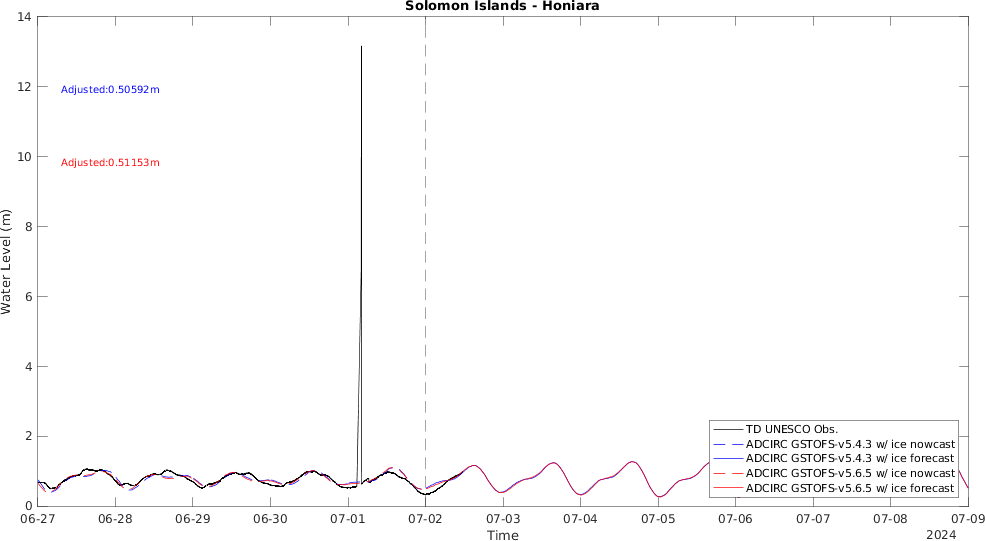 Solomon Islands - Honiara
14
12
10
8
6
4
2
0
Water Level (m)
Adjusted:0.50592m
Adjusted:0.51153m
TD UNESCO Obs.
ADCIRC GSTOFS-v5.4.3 w/ ice nowcast
ADCIRC GSTOFS-v5.4.3 w/ ice forecast
ADCIRC GSTOFS-v5.6.5 w/ ice nowcast
ADCIRC GSTOFS-v5.6.5 w/ ice forecast
06-27 06-28 06-29 06-30 07-01 07-02 07-03 07-04 07-05 07-06 07-07 07-08 07-09
Time
2024